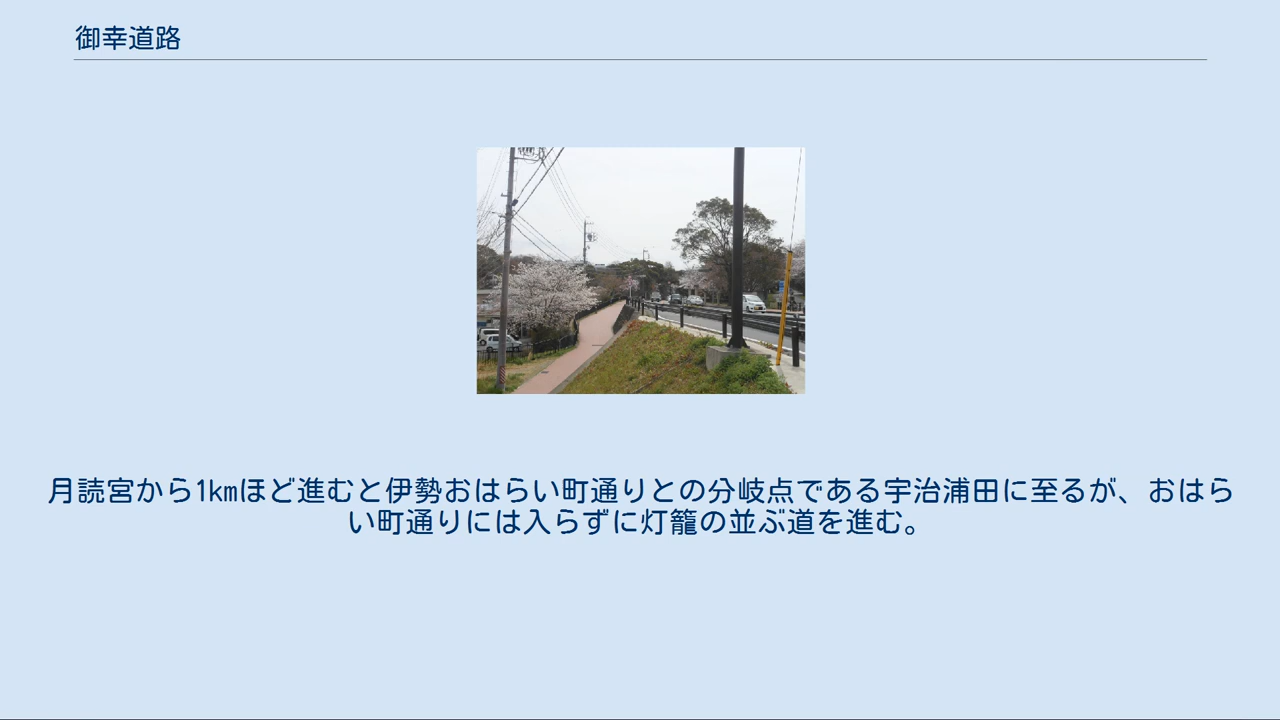 御幸道路
月読宮から1kmほど進むと伊勢おはらい町通りとの分岐点である宇治浦田に至るが、おはら
い町通りには入らずに灯籠の並ぶ道を進む。